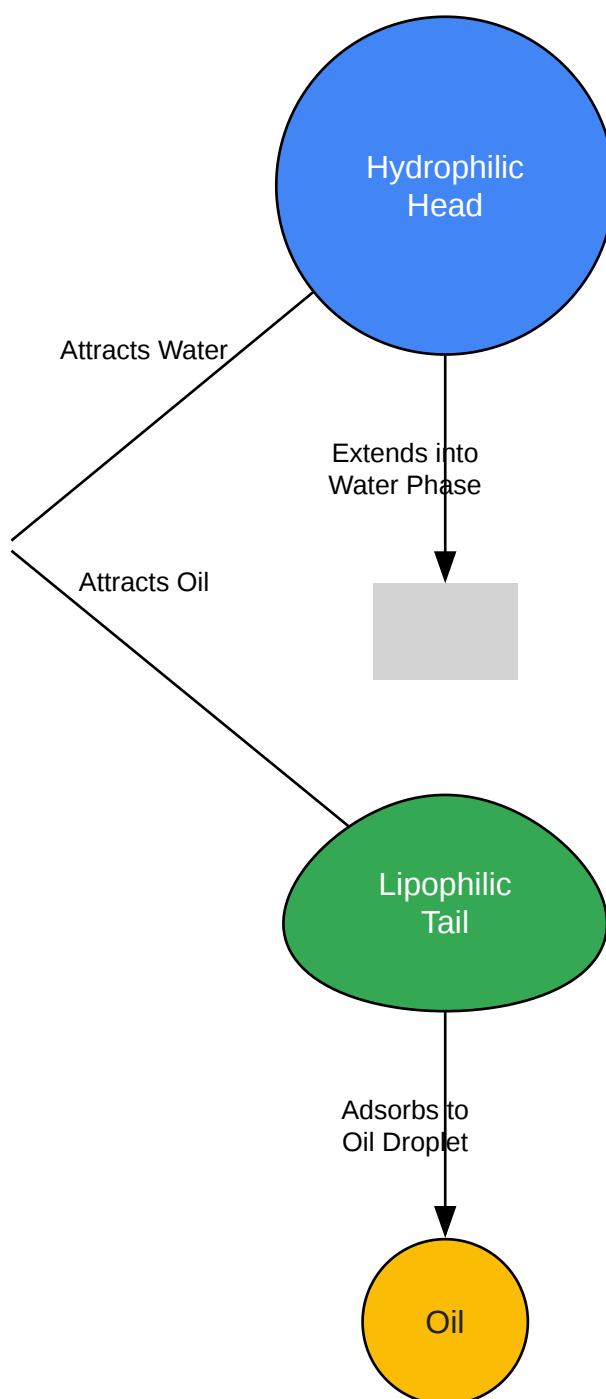 Hydrophilic
Head
Attracts Water
Extends into
Water Phase
Attracts Oil
Lipophilic
Tail
Adsorbs to
Oil Droplet
Oil